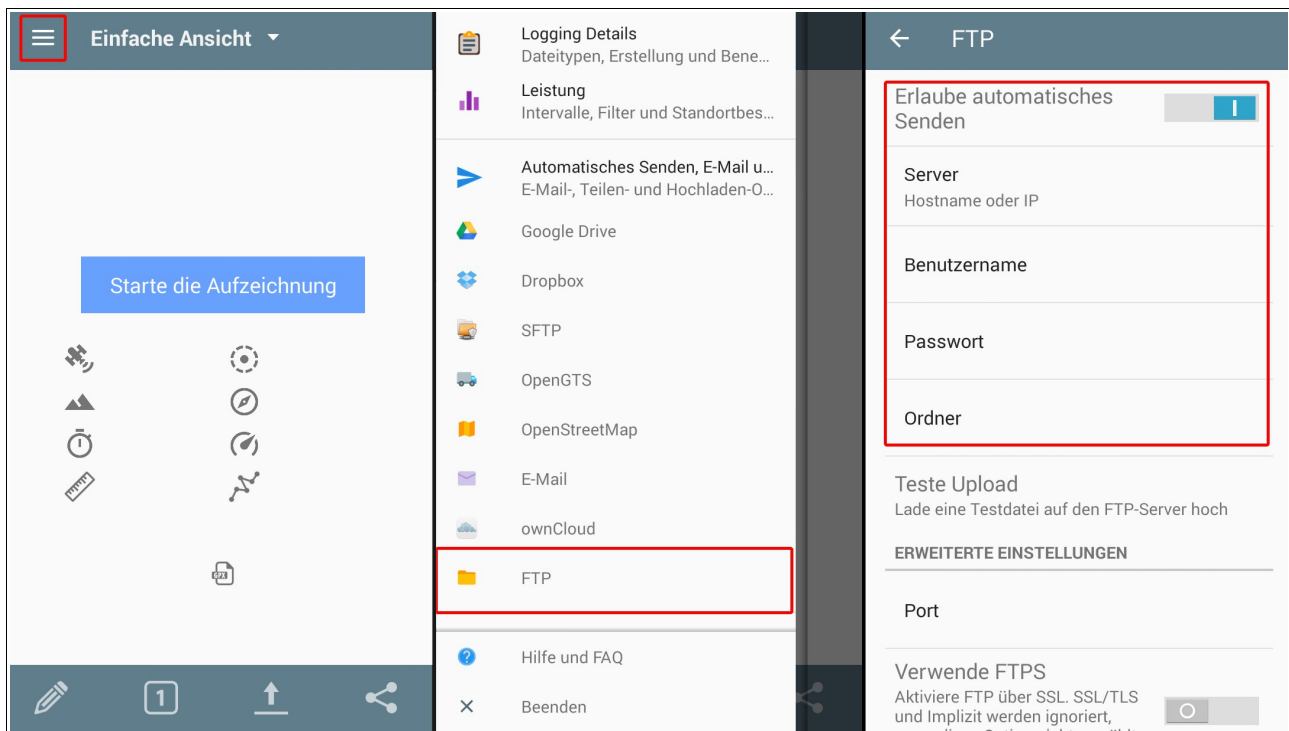 Einfache Ansicht
Starte die Aufzeichnung
GPX
1
Logging Details
Dateitypen, Erstellung und Bene...
Leistung
Intervalle, Filter und Standortbes...
Automatisches Senden, E-Mail u...
E-Mail-, Teilen- und Hochladen-O...
Google Drive
Dropbox
SFTP
OpenGTS
OpenStreetMap
E-Mail
ownCloud
FTP
Hilfe und FAQ
Beenden
FTP
Erlaube automatisches
Senden
Server
Hostname oder IP
Benutzername
Passwort
Ordner
Teste Upload
Lade eine Testdatei auf den FTP-Server hoch
ERWEITERTE EINSTELLUNGEN
Port
Verwende FTPS
Aktiviere FTP über SSL. SSL/TLS
und Implizit werden ignoriert,